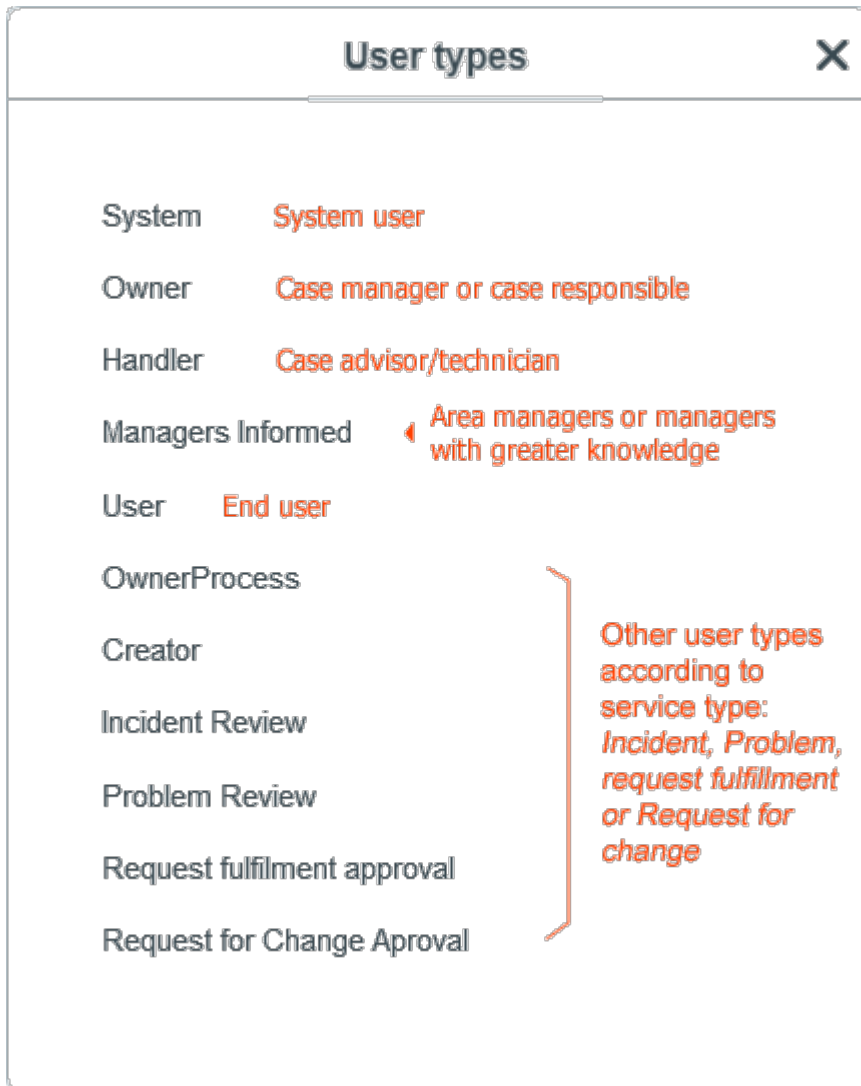 User types
System System user
Owner Case manager or case responsible
Handler Case advisor/technician
Managers Informed Area managers or managers
with greater knowledge
User End user
OwnerProcess
Creator
Incident Review
Problem Review
Request fulfilment approval
Request for Change Aproval
Other user types
according to
service type:
Incident, Problem,
request fulfillment
or Request for
change